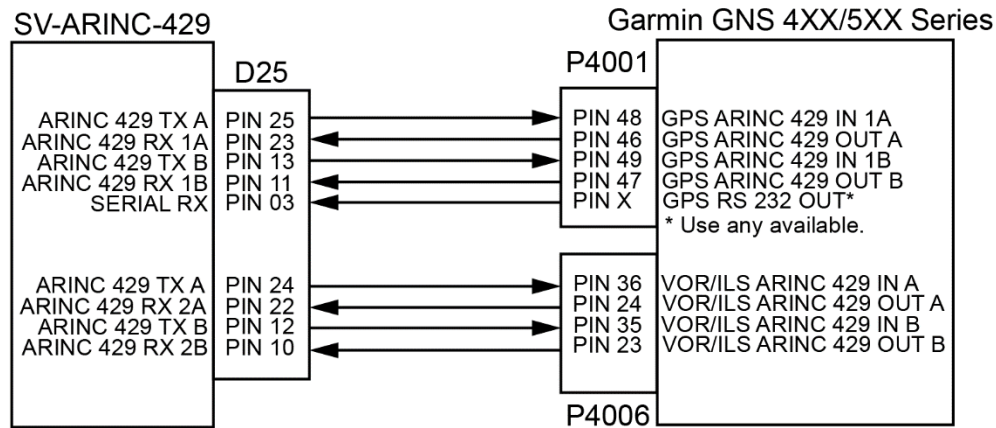 SV-ARINC-429
Garmin GNS 4XX/5XX Series
D25
P4001
ARINC 429 TX A PIN 25 PIN 48 GPS ARINC 429 IN 1A
ARINC 429 RX 1A PIN 23 PIN 46 GPS ARINC 429 OUT A
ARINC 429 TX B PIN 13 PIN 49 GPS ARINC 429 IN 1B
ARINC 429 RX 1B PIN 11 PIN 47 GPS ARINC 429 OUT B
SERIAL RX PIN 03 PIN X GPS RS 232 OUT*
* Use any available.
ARINC 429 TX A PIN 24 PIN 36 VOR/ILS ARINC 429 IN A
ARINC 429 RX 2A PIN 22 PIN 24 VOR/ILS ARINC 429 OUT A
ARINC 429 TX B PIN 12 PIN 35 VOR/ILS ARINC 429 IN B
ARINC 429 RX 2B PIN 10 PIN 23 VOR/ILS ARINC 429 OUT B
P4006